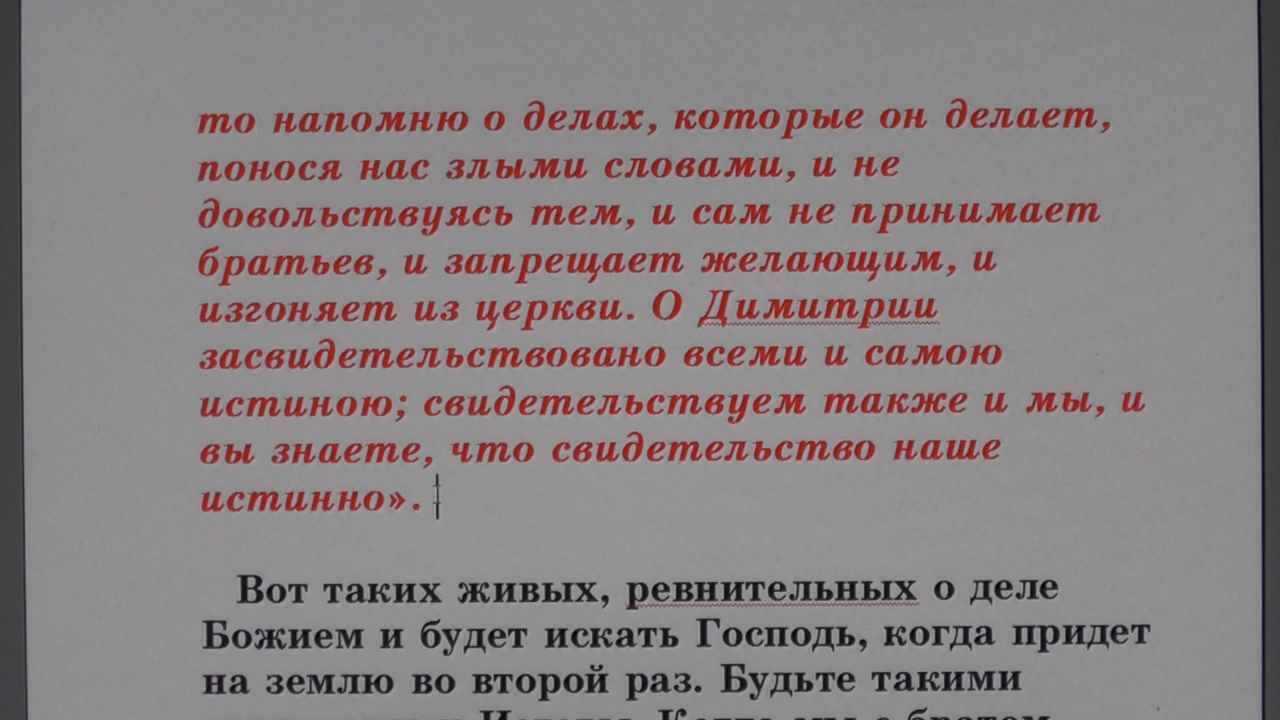 то напомню о делах, которые он делает,
понося нас злыми словами, и не
довольствуясь тем, и сам не принимает
братьев, и запрещает желающим, и
изгоняет из церкви. О Димитрии
засвидетельствовано всеми и самою
истиною; свидетельствуем также и мы, и
вы знаете, что свидетельство наше
истинно».
Вот таких живых, ревнительных о деле
Божием и будет искать Господь, когда придет
на землю во второй раз. Будьте такими